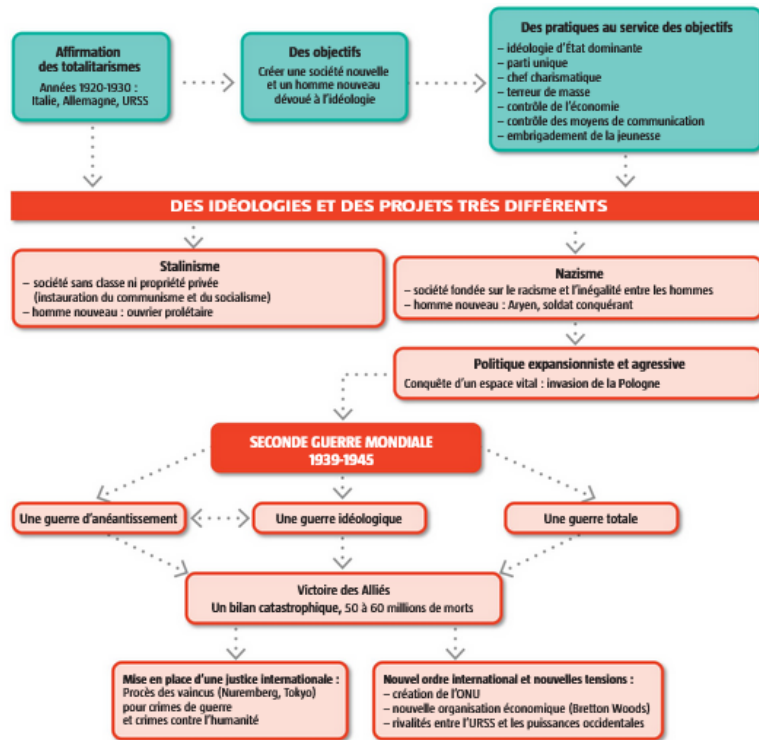 Affirmation
des totalitarismes
Années 1920-1930 :
Italie, Allemagne, URSS
Des objectifs
Créer une société nouvelle
et un homme nouveau
dévoué à l'idéologie
Des pratiques au service des objectifs
– idéologie d'État dominante
– parti unique
– chef charismatique
– terreur de masse
– contrôle de l'économie
– contrôle des moyens de communication
– embrigadement de la jeunesse
DES IDÉOLOGIES ET DES PROJETS TRÈS DIFFÉRENTS
Stalinisme
– société sans classe ni propriété privée
(instauration du communisme et du socialisme)
– homme nouveau : ouvrier prolétaire
Nazisme
– société fondée sur le racisme et l'inégalité entre les hommes
– homme nouveau : Aryen, soldat conquérant
Politique expansionniste et agressive
Conquête d'un espace vital : invasion de la Pologne
SECONDE GUERRE MONDIALE
1939-1945
Une guerre d'anéantissement
Une guerre idéologique
Une guerre totale
Victoire des Alliés
Un bilan catastrophique, 50 à 60 millions de morts
Mise en place d'une justice internationale :
Procès des vaincus (Nuremberg, Tokyo)
pour crimes de guerre
et crimes contre l'humanité
Nouvel ordre international et nouvelles tensions :
– création de l'ONU
– nouvelle organisation économique (Bretton Woods)
– rivalités entre l'URSS et les puissances occidentales